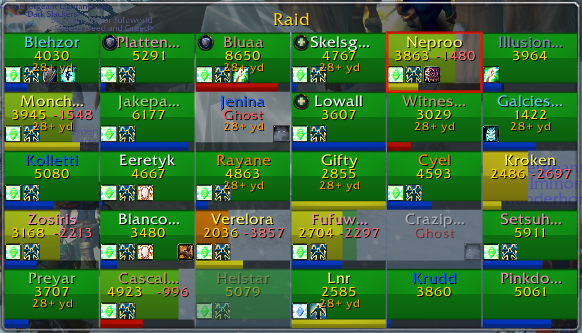 Raid
Blehzor Platten... Bluaa Skelsg... Neproo Illusion...
4030 5291 8650 4767 3863 -1480 3964
28+ yd 28+ yd
Monch... Jakepa... Jenina Lowall Witnes... Galcies...
3945 -1548 6177 Ghost 3607 3029 1422
28+ yd 28+ yd 28+ yd 28+ yd
Kolletti Eeretyk Rayane Gifty Cyel Kroken
5080 4667 4863 2855 4593 2486 -2697
28+ yd 28+ yd
Zosiris Blanco... Verelora Fufuw... Crazip... Setsuh...
3168 -2213 3480 2036 -3857 2704 -2297 Ghost 5911
Preyar Cascal... Helstar Lnr Krudd Pinkdo...
3707 4923 -996 5079 2585 3860 5061
28+ yd 28+ yd